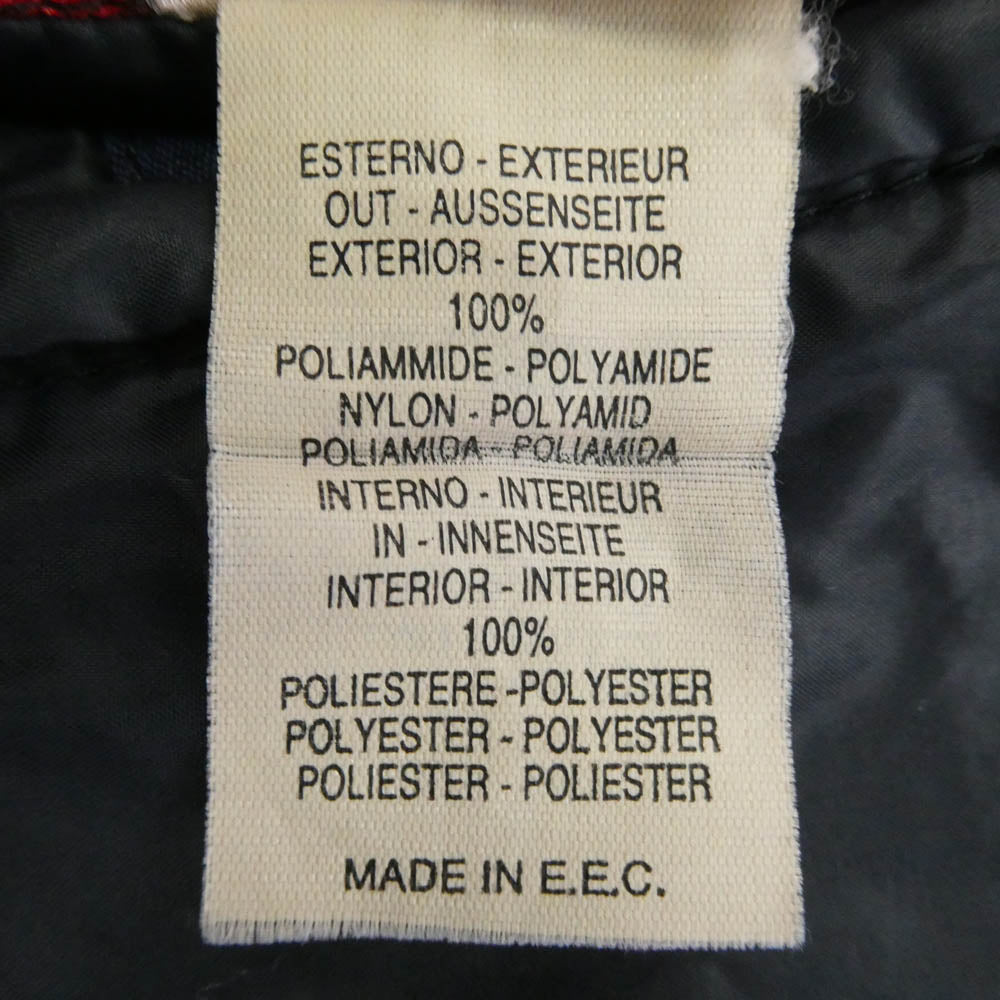 ESTERNO - EXTERIEUR
OUT - AUSSENSEITE
EXTERIOR - EXTERIOR
100%
POLIAMMIDE - POLYAMIDE
NYLON - POLYAMID
POLIAMIDA - POLIAMIDA
INTERNO - INTERIEUR
IN - INNENSEITE
INTERIOR - INTERIOR
100%
POLIESTERE -POLYESTER
POLYESTER - POLYESTER
POLIESTER - POLIESTER
MADE IN E.E.C.